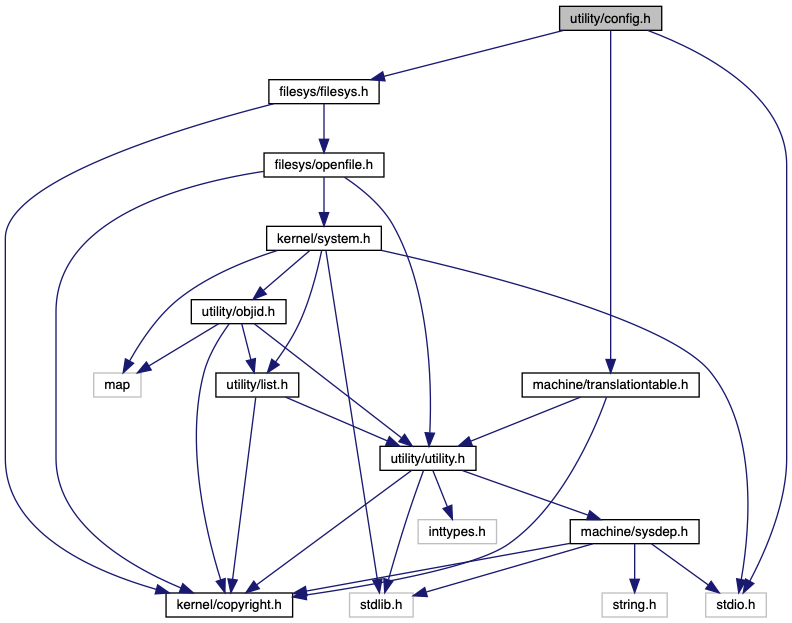 utility/config.h
filesys/filesys.h
filesys/openfile.h
kernel/system.h
utility/objid.h
map
utility/list.h
machine/translationtable.h
utility/utility.h
inttypes.h
machine/sysdep.h
kernel/copyright.h
stdlib.h
string.h
stdio.h